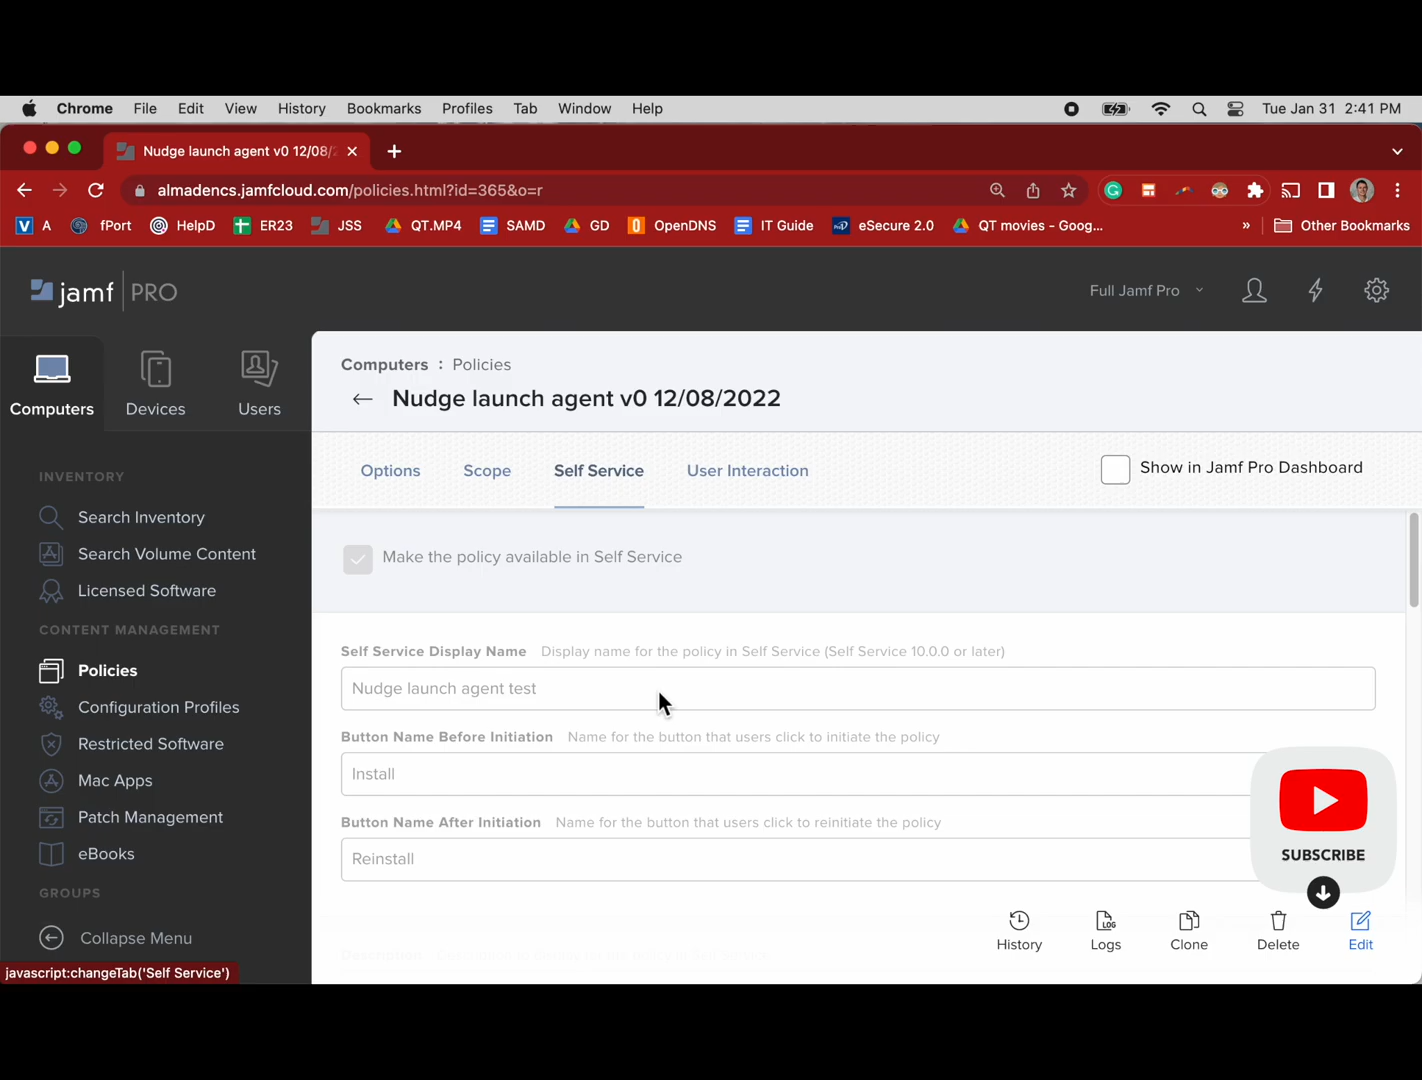 Chrome File Edit View History Bookmarks Profiles Tab Window Help Tue Jan 31 2:41 PM
Nudge launch agent v0 12/08/
almadencs.jamfcloud.com/policies.html?id=365&o=r
A fPort HelpD ER23 JSS QT.MP4 SAMD GD OpenDNS IT Guide eSecure 2.0 QT movies - Goog... » Other Bookmarks
jamf PRO
Full Jamf Pro
Computers Devices Users
Computers : Policies
Nudge launch agent v0 12/08/2022
Options Scope Self Service User Interaction Show in Jamf Pro Dashboard
INVENTORY
Search Inventory
Search Volume Content
Licensed Software
CONTENT MANAGEMENT
Policies
Configuration Profiles
Restricted Software
Mac Apps
Patch Management
eBooks
GROUPS
Collapse Menu
javascript:changeTab('Self Service')
Make the policy available in Self Service
Self Service Display Name Display name for the policy in Self Service (Self Service 10.0.0 or later)
Nudge launch agent test
Button Name Before Initiation Name for the button that users click to initiate the policy
Install
Button Name After Initiation Name for the button that users click to reinitiate the policy
Reinstall
SUBSCRIBE
LOG
History Logs Clone Delete Edit
Description